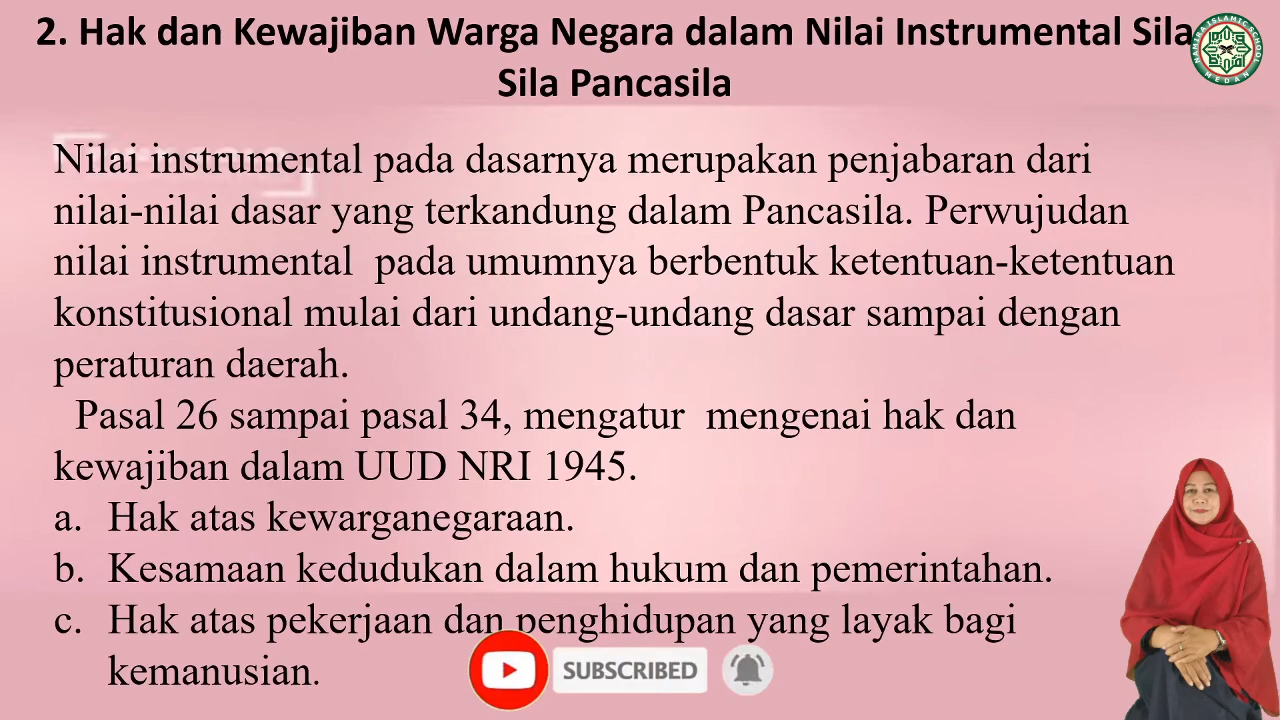 2. Hak dan Kewajiban Warga Negara dalam Nilai Instrumental Sila
Sila Pancasila
NAMIRA ISLAMIC SCHOOL
MEDAN
Nilai instrumental pada dasarnya merupakan penjabaran dari
nilai-nilai dasar yang terkandung dalam Pancasila. Perwujudan
nilai instrumental pada umumnya berbentuk ketentuan-ketentuan
konstitusional mulai dari undang-undang dasar sampai dengan
peraturan daerah.
Pasal 26 sampai pasal 34, mengatur mengenai hak dan
kewajiban dalam UUD NRI 1945.
a. Hak atas kewarganegaraan.
b. Kesamaan kedudukan dalam hukum dan pemerintahan.
c. Hak atas pekerjaan dan penghidupan yang layak bagi
kemanusian.
SUBSCRIBED